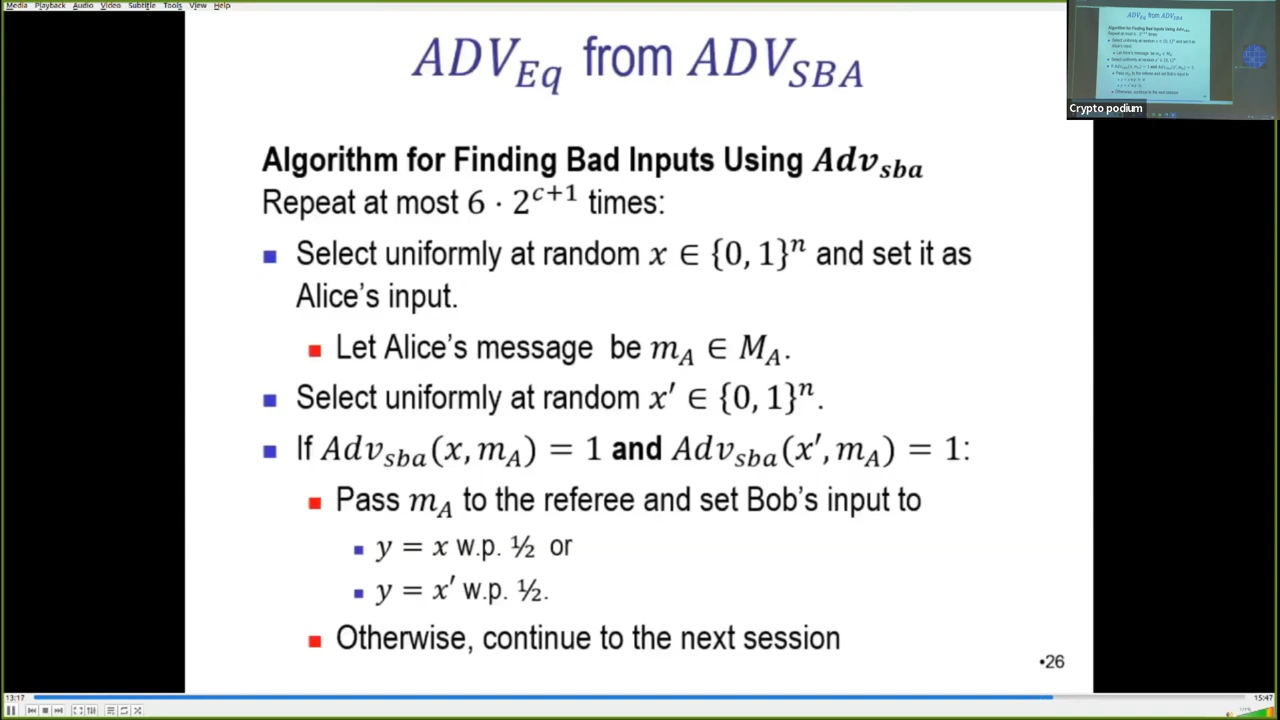 Media Playback Audio Video Subtitle Tools View Help
ADV_Eq from ADV_SBA
Algorithm for Finding Bad Inputs Using Adv_sba
Repeat at most 6 · 2^{c+1} times:
Select uniformly at random x ∈ {0, 1}^n and set it as
Alice's input.
Let Alice's message be m_A ∈ M_A.
Select uniformly at random x′ ∈ {0, 1}^n.
If Adv_sba(x, m_A) = 1 and Adv_sba(x′, m_A) = 1:
Pass m_A to the referee and set Bob's input to
y = x w.p. ½ or
y = x′ w.p. ½.
Otherwise, continue to the next session
•26
Crypto podium
13:17
15:47